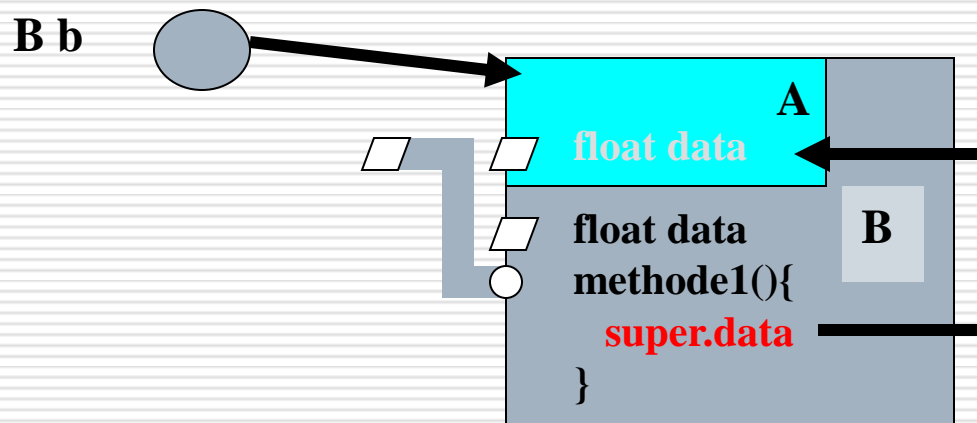 B b
A
float data
float data
B
methode1(){
super.data
}